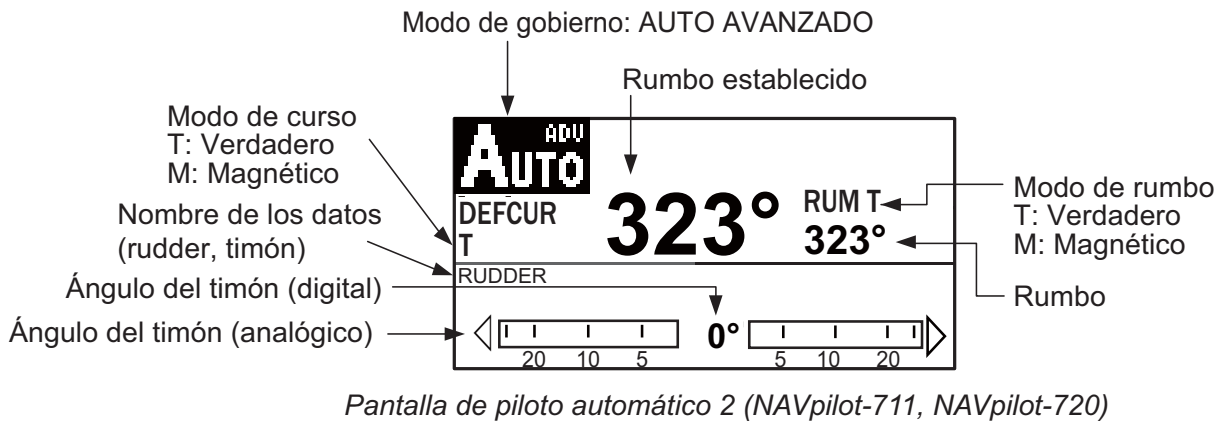 Modo de gobierno: AUTO AVANZADO
Rumbo establecido
Modo de curso
T: Verdadero
M: Magnético
Nombre de los datos
(rudder, timón)
Ángulo del timón (digital)
Ángulo del timón (analógico)
ADV
AUTO
DEFCUR
T
323°
RUM T
323°
Modo de rumbo
T: Verdadero
M: Magnético
Rumbo
RUDDER
0°
20 10 5 5 10 20
Pantalla de piloto automático 2 (NAVpilot-711, NAVpilot-720)